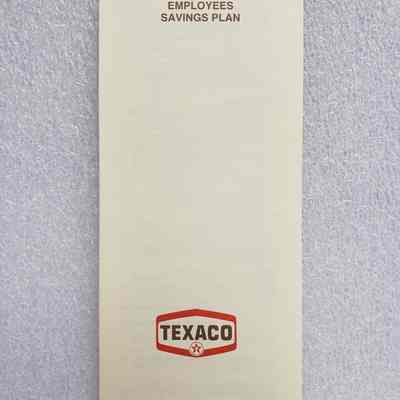 EMPLOYEES
SAVINGS PLAN
TEXACO
T